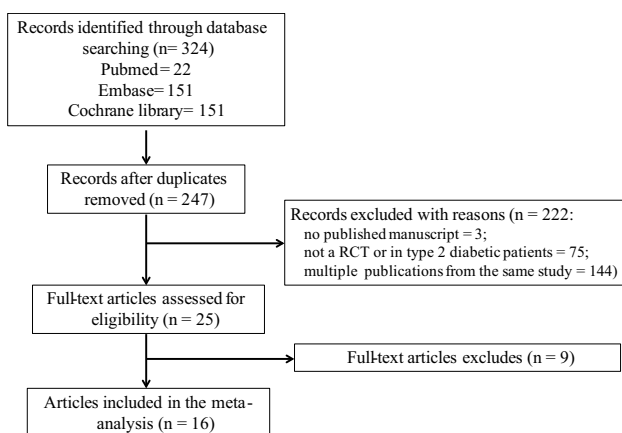 Records identified through database
searching (n= 324)
Pubmed = 22
Embase= 151
Cochrane library= 151
Records after duplicates
removed (n = 247)
Records excluded with reasons (n = 222:
no published manuscript = 3;
not a RCT or in type 2 diabetic patients = 75;
multiple publications from the same study = 144)
Full-text articles assessed for
eligibility (n = 25)
Full-text articles excludes (n = 9)
Articles included in the meta-
analysis (n = 16)